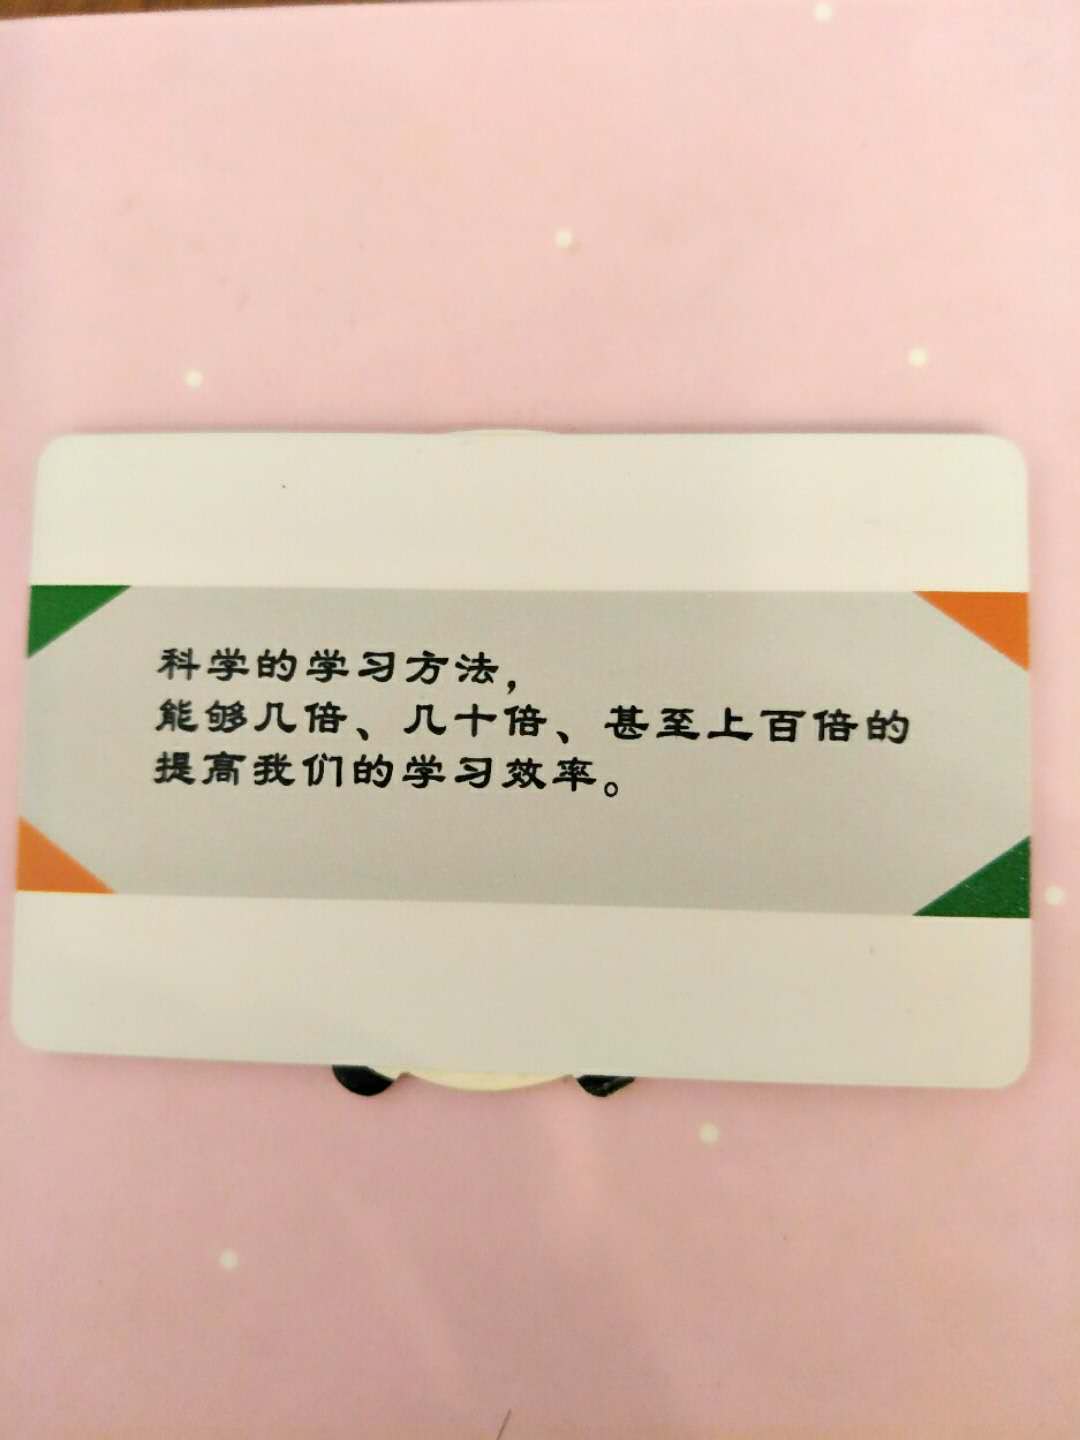 科学的学习方法，
能够几倍、几十倍、甚至上百倍的
提高我们的学习效率。